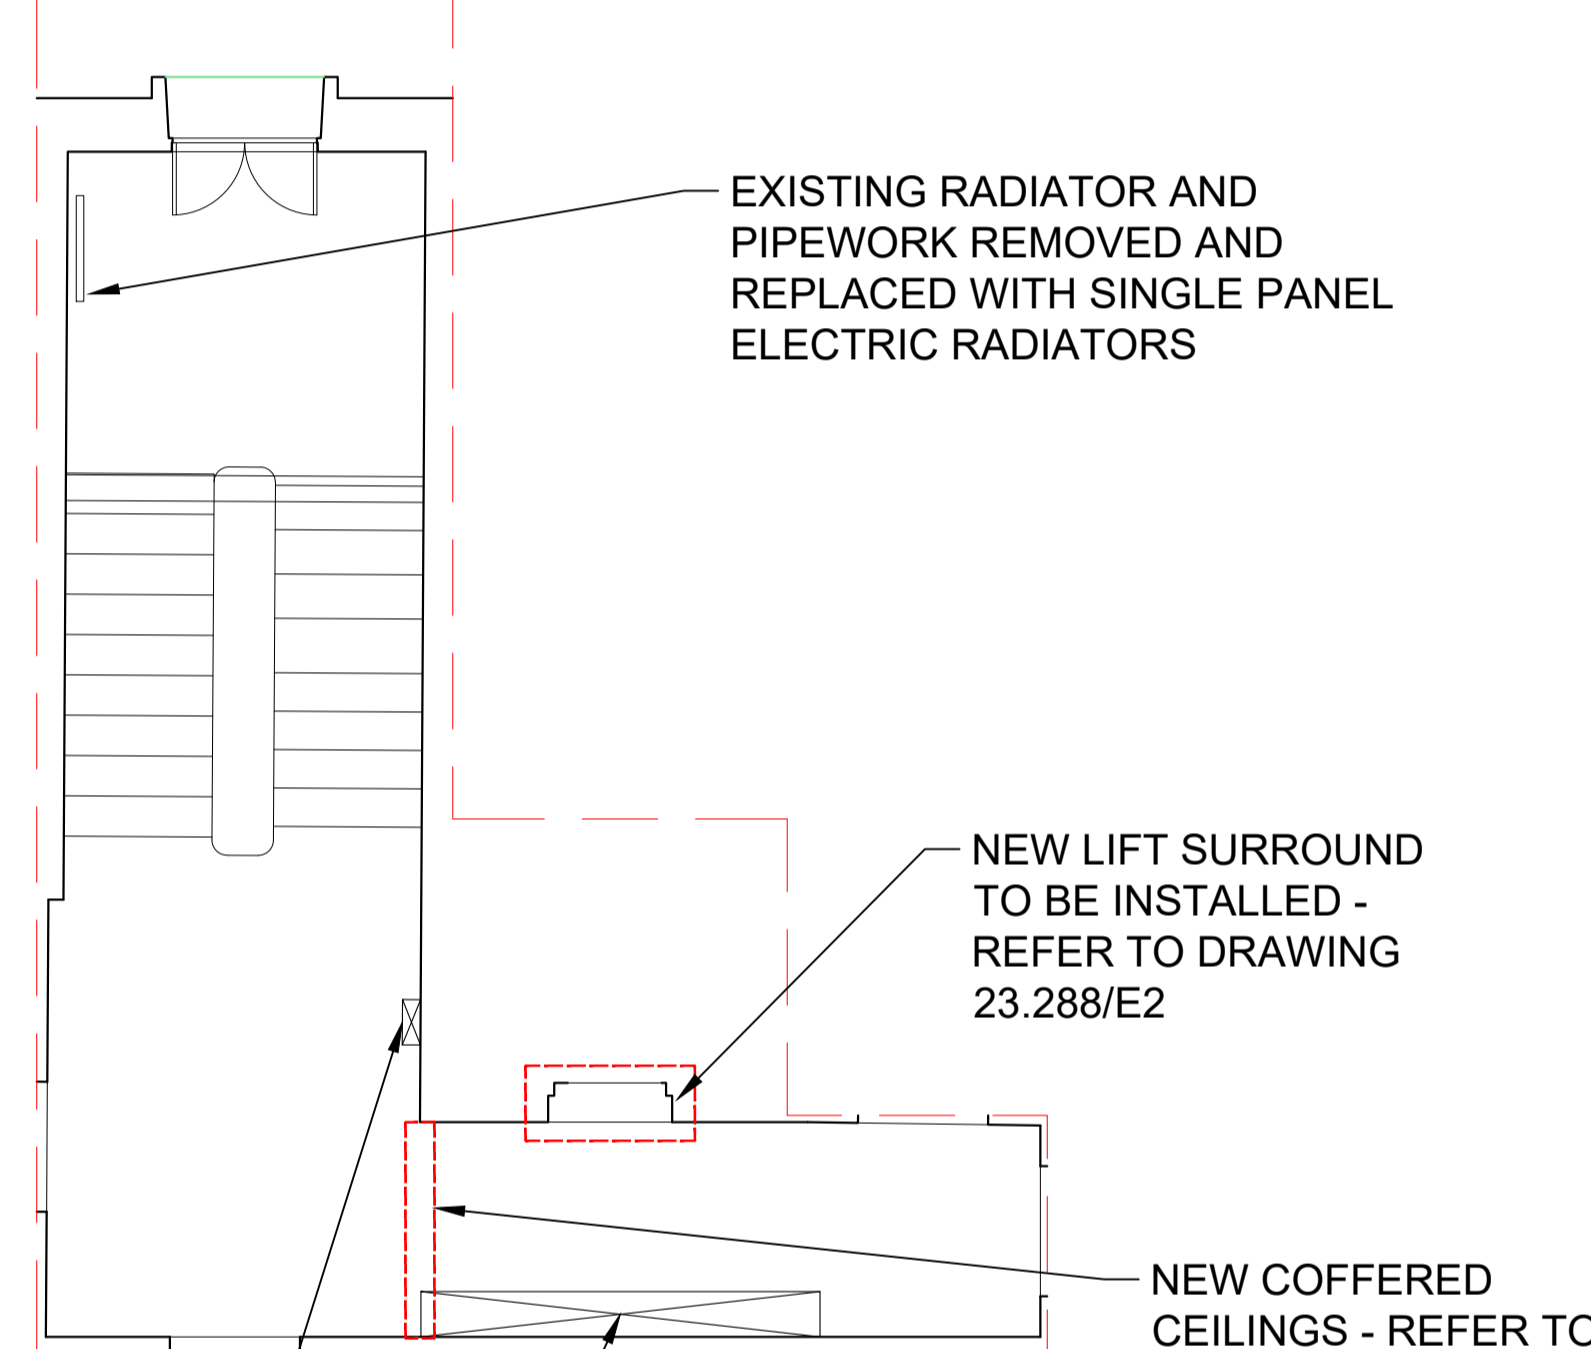 EXISTING RADIATOR AND
PIPEWORK REMOVED AND
REPLACED WITH SINGLE PANEL
ELECTRIC RADIATORS
NEW LIFT SURROUND
TO BE INSTALLED -
REFER TO DRAWING
23.288/E2
NEW COFFERED
CEILINGS - REFER TO